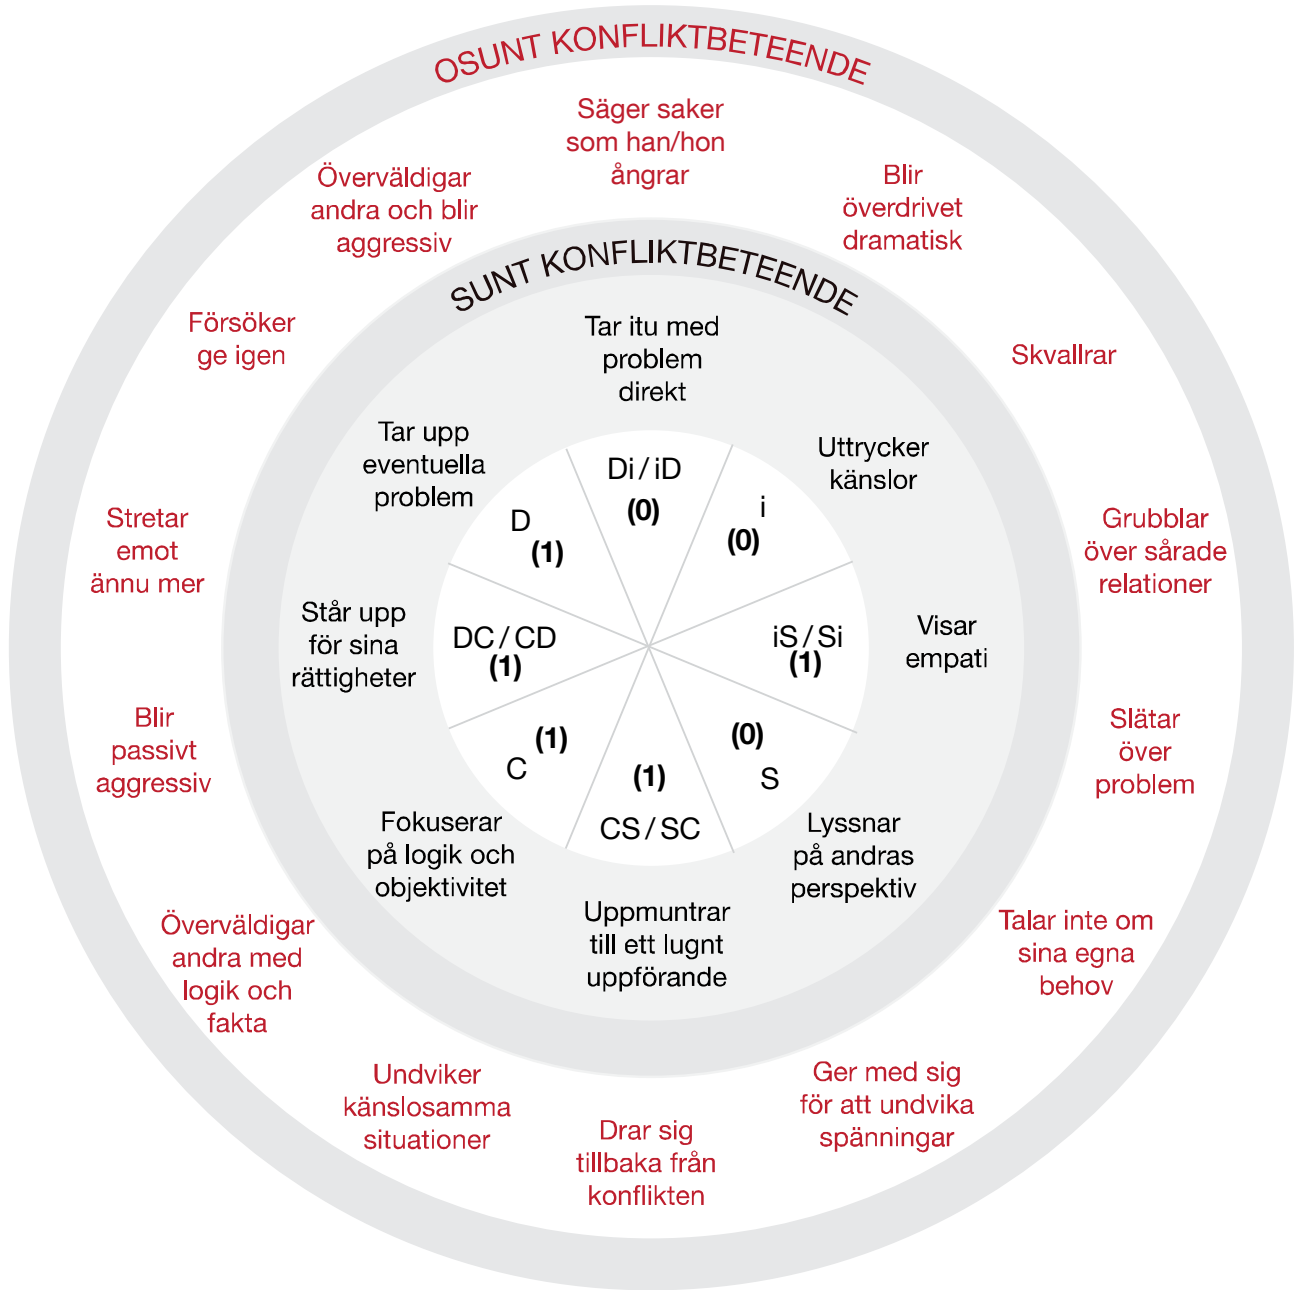 OSUNT KONFLIKTBETEENDE
Säger saker
som han/hon
ångrar
Blir
överdrivet
dramatisk
Skvallrar
Grubblar
över sårade
relationer
Slätar
över
problem
Talar inte om
sina egna
behov
Ger med sig
för att undvika
spänningar
Drar sig
tillbaka från
konflikten
Undviker
känslosamma
situationer
Överväldigar
andra med
logik och
fakta
Blir
passivt
aggressiv
Stretar
emot
ännu mer
Försöker
ge igen
Överväldigar
andra och blir
aggressiv
SUNT KONFLIKTBETEENDE
Tar itu med
problem
direkt
Uttrycker
känslor
Visar
empati
Lyssnar
på andras
perspektiv
Uppmuntrar
till ett lugnt
uppförande
Fokuserar
på logik och
objektivitet
Står upp
för sina
rättigheter
Tar upp
eventuella
problem
Di / iD
(0)
i
(0)
iS / Si
(1)
(0)
S
(1)
CS / SC
(1)
C
DC / CD
(1)
D
(1)